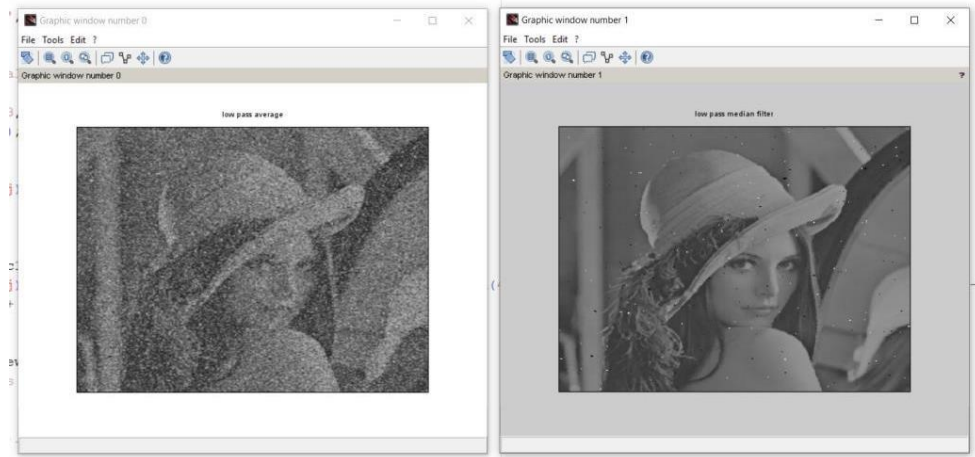 Graphic window number 0
File Tools Edit ?
Graphic window number 0
low pass average
Graphic window number 1
File Tools Edit ?
Graphic window number 1
?
low pass median filter